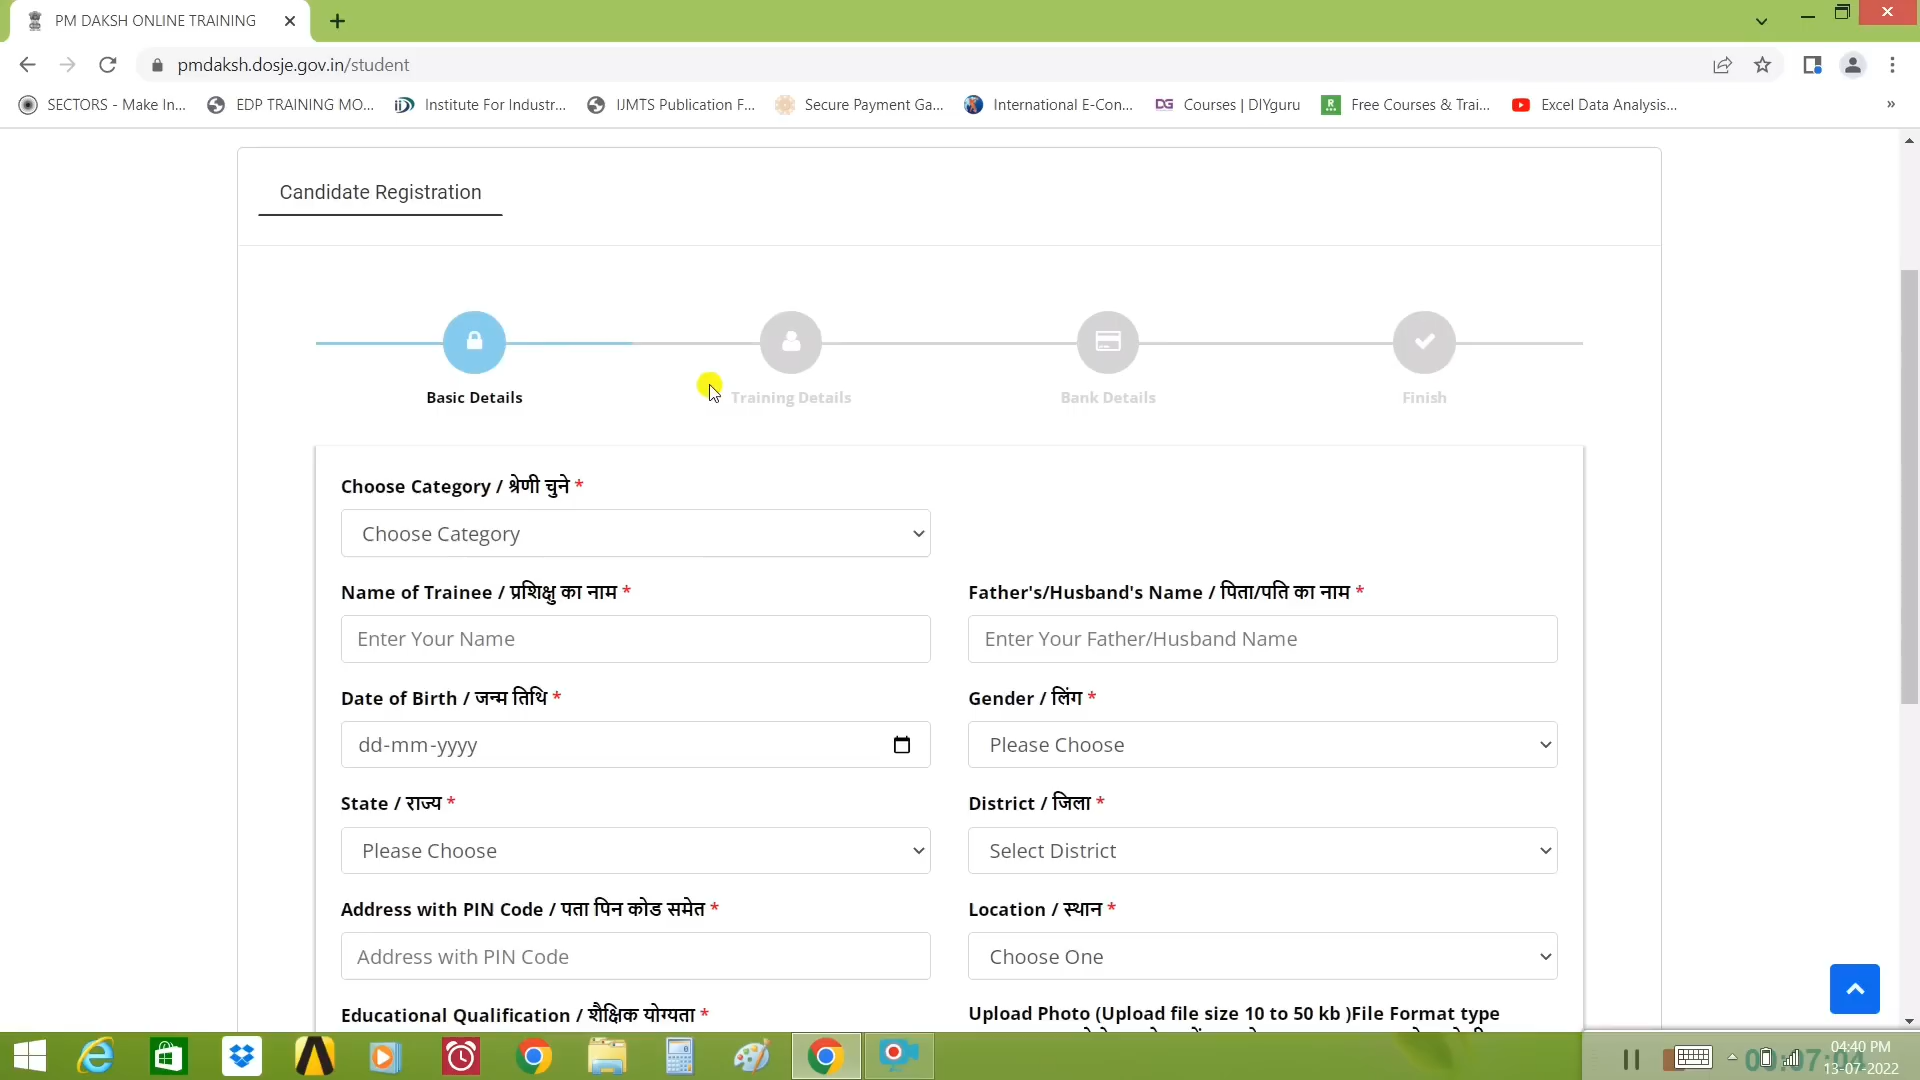 PM DAKSH ONLINE TRAINING
pmdaksh.dosje.gov.in/student
SECTORS - Make In... EDP TRAINING MO... Institute For Industr... IJMTS Publication F... Secure Payment Ga... International E-Con... DG Courses | DIYguru R. Free Courses & Trai... Excel Data Analysis... »
Candidate Registration
Basic Details Training Details Bank Details Finish
Choose Category / श्रेणी चुने *
Choose Category
Name of Trainee / प्रशिक्षु का नाम * Father's/Husband's Name / पिता/पति का नाम *
Enter Your Name Enter Your Father/Husband Name
Date of Birth / जन्म तिथि * Gender / लिंग *
dd-mm-yyyy Please Choose
State / राज्य * District / जिला *
Please Choose Select District
Address with PIN Code / पता पिन कोड समेत * Location / स्थान *
Address with PIN Code Choose One
Educational Qualification / शैक्षिक योग्यता * Upload Photo (Upload file size 10 to 50 kb )File Format type
04:40 PM
13-07-2022